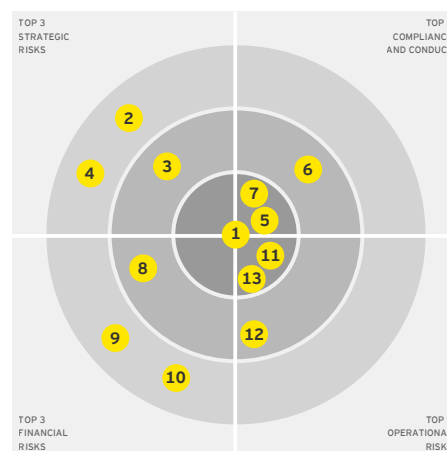 TOP 3
STRATEGIC
RISKS
TOP
COMPLIANC
AND CONDUC
2
4
3
6
7
5
1
11
8
13
12
9
10
TOP 3
FINANCIAL
RISKS
TOP
OPERATIONA
RISK